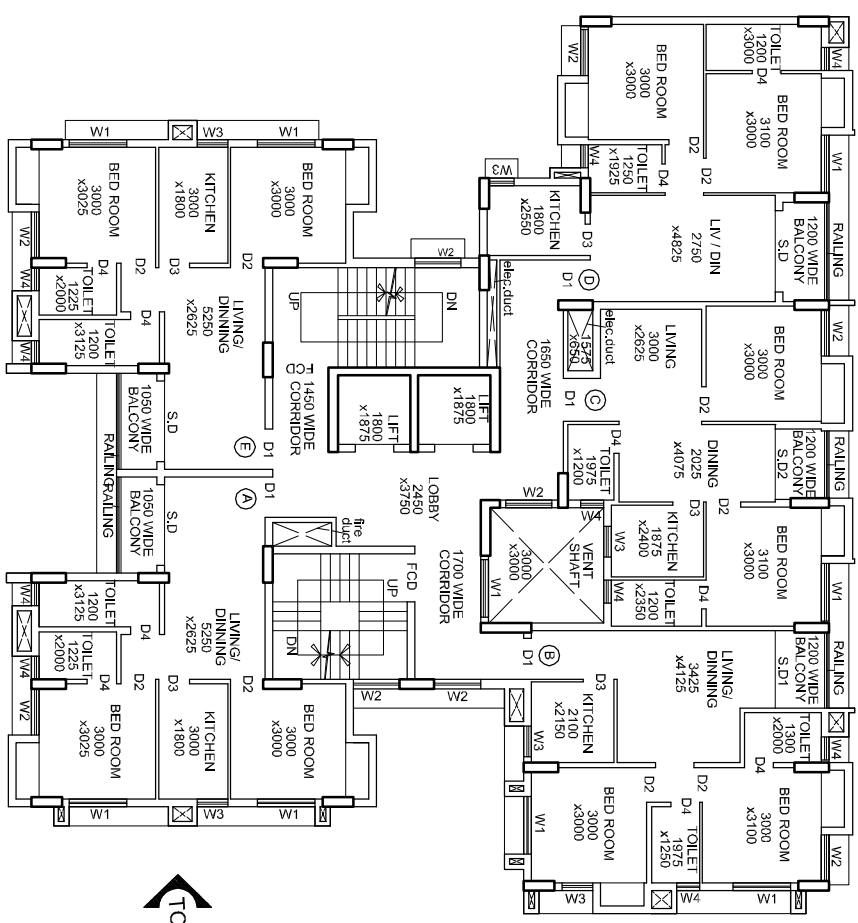 W2
BED ROOM
3000
x3000
TOILET
1200
x3000
D4
W4
BED ROOM
3100
x3000
W1
D2
D2
D4
TOILET
1250
x1925
W4
W3
KITCHEN
1800
x2550
D3
LIV / DIN
2750
x4825
S.D
1200 WIDE
BALCONY
RAILING
D1
D
elec.duct
W1
W3
W1
BED ROOM
3000
x3025
KITCHEN
3000
x1800
BED ROOM
3000
x3000
W2
W4
W4
D4
D2
D3
D2
TOILET
1225
x2000
TOILET
1200
x3125
D4
LIVING/
DINNING
5250
x2625
W2
UP
DN
FCD
1450 WIDE
CORRIDOR
LIFT
1800
x1875
LIFT
1800
x1875
1650 WIDE
CORRIDOR
elec.duct
1575
x650
LIVING
3000
x2625
BED ROOM
3000
x3000
W2
D2
D1
C
DINING
2025
x4075
S.D2
1200 WIDE
BALCONY
RAILING
D4
TOILET
1975
x1200
D3
D2
KITCHEN
1875
x2400
W3
BED ROOM
3100
x3000
W1
W2
W4
VENT
SHAFT
3000
x3000
W1
W4
TOILET
1200
x2350
D4
S.D
1050 WIDE
BALCONY
RAILING
E
D1
A
D1
S.D
1050 WIDE
BALCONY
RAILING
LOBBY
2450
x3750
1700 WIDE
CORRIDOR
fire
duct
FCD
UP
DN
TOILET
1200
x3125
TOILET
1225
x2000
D4
D4
D2
D3
D2
LIVING/
DINNING
5250
x2625
W4
W4
W2
BED ROOM
3000
x3025
KITCHEN
3000
x1800
BED ROOM
3000
x3000
W1
W3
W1
W2
W2
D1
B
LIVING/
DINNING
3425
x4125
S.D1
1200 WIDE
BALCONY
RAILING
D3
KITCHEN
2100
x2150
W3
TOILET
1300
x2000
W4
D4
D2
D2
D4
W1
BED ROOM
3000
x3000
TOILET
1975
x1250
BED ROOM
3000
x3100
W2
W3
W4
W1
TO